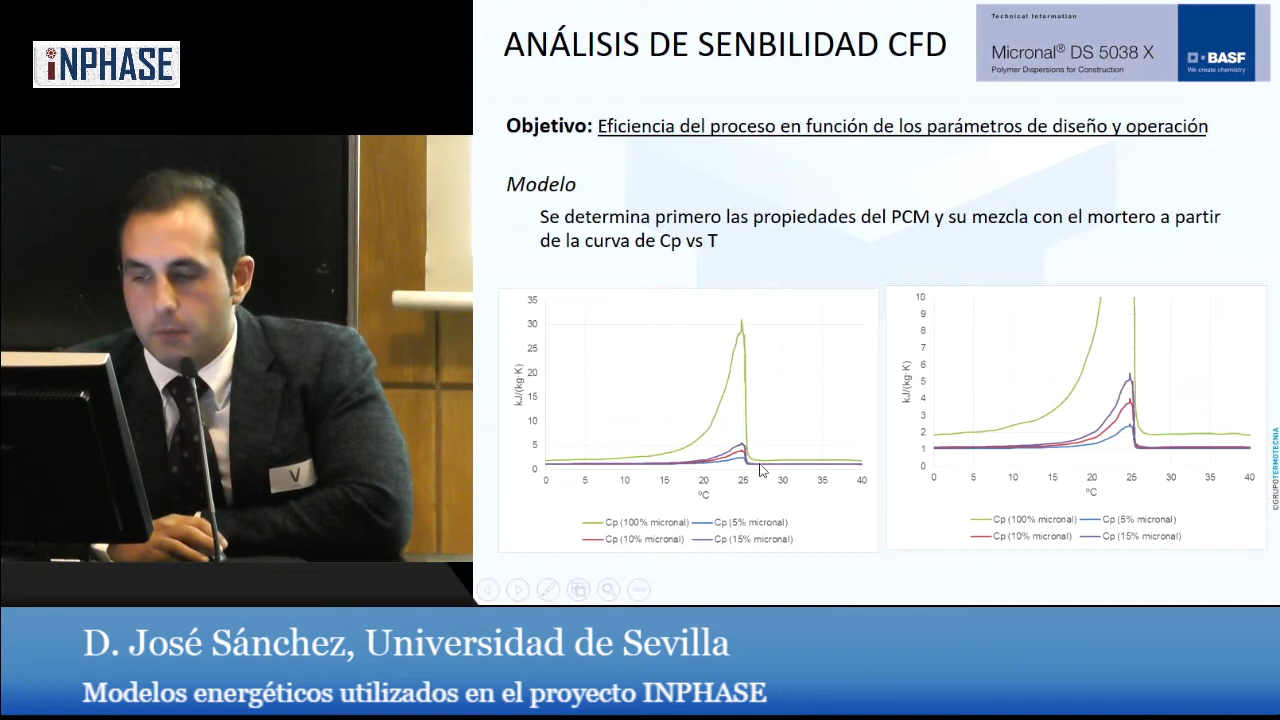 iNPHASE
ANÁLISIS DE SENBILIDAD CFD
Technical Information
Micronal® DS 5038 X
Polymer Dispersions for Construction
BASF
We create chemistry
Objetivo: Eficiencia del proceso en función de los parámetros de diseño y operación
Modelo
Se determina primero las propiedades del PCM y su mezcla con el mortero a partir
de la curva de Cp vs T
35
30
25
20
15
10
5
0
kJ/(kg·K)
0 5 10 15 20 25 30 35 40
ºC
Cp (100% micronal) Cp (5% micronal)
Cp (10% micronal) Cp (15% micronal)
10
9
8
7
6
5
4
3
2
1
0
kJ/(kg·K)
0 5 10 15 20 25 30 35 40
ºC
Cp (100% micronal) Cp (5% micronal)
Cp (10% micronal) Cp (15% micronal)
©GRUPOTERMOTECNIA
V
D. José Sánchez, Universidad de Sevilla
Modelos energéticos utilizados en el proyecto INPHASE